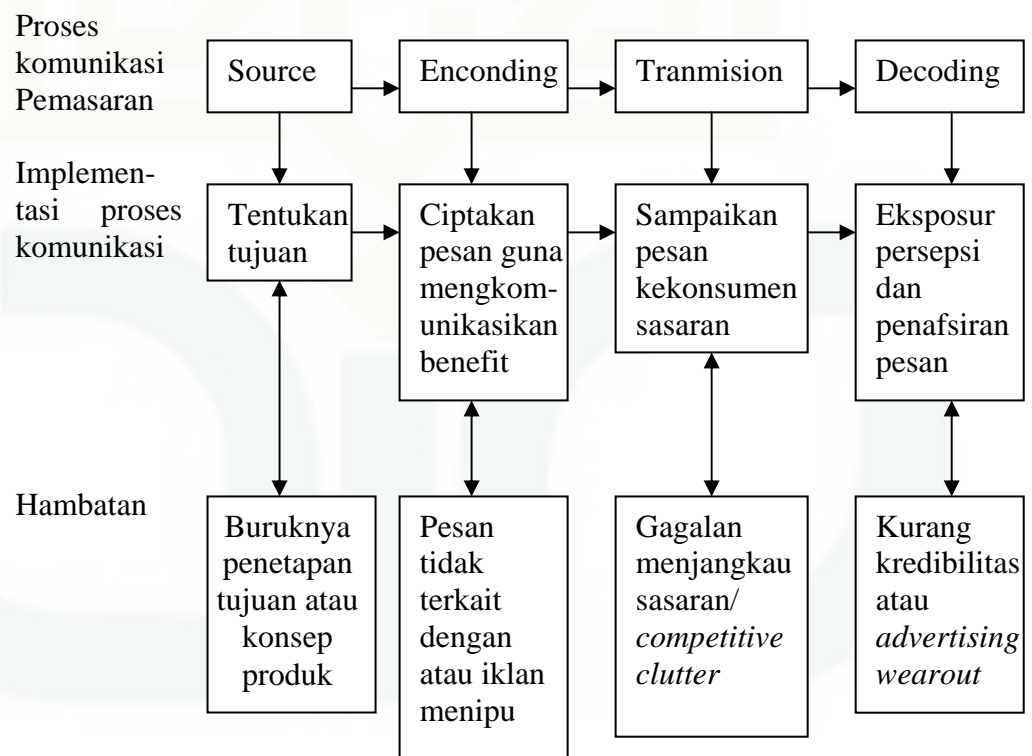 Proses
komunikasi
Pemasaran
Source
Enconding
Tranmision
Decoding
Implemen-
tasi proses
komunikasi
Tentukan
tujuan
Ciptakan
pesan guna
mengkom-
unikasikan
benefit
Sampaikan
pesan
kekonsumen
sasaran
Eksposur
persepsi
dan
penafsiran
pesan
Hambatan
Buruknya
penetapan
tujuan atau
konsep
produk
Pesan
tidak
terkait
dengan
atau iklan
menipu
Gagalan
menjangkau
sasaran/
competitive
clutter
Kurang
kredibilitas
atau
advertising
wearout